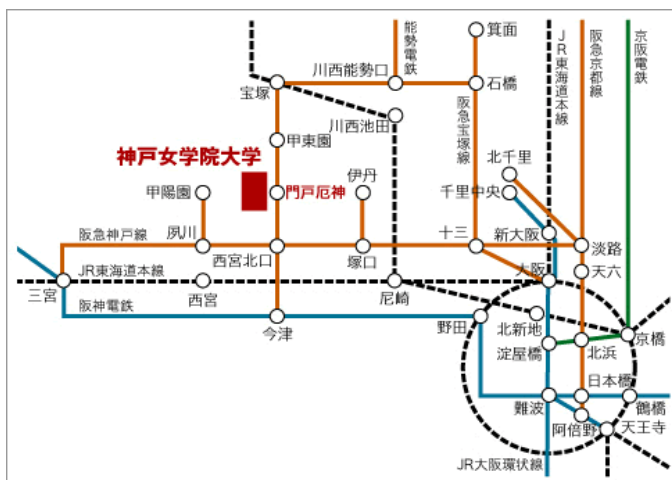 能勢電鉄
箕面
JR東海道本線
阪急京都線
京阪電鉄
川西能勢口
宝塚
石橋
阪急宝塚線
川西池田
甲東園
神戸女学院大学
北千里
甲陽園
門戸厄神
伊丹
千里中央
阪急神戸線
夙川
西宮北口
塚口
十三
新大阪
淡路
JR東海道本線
大阪
天六
三宮
西宮
尼崎
阪神電鉄
今津
野田
北新地
淀屋橋
北浜
京橋
日本橋
難波
鶴橋
阿倍野
天王寺
JR大阪環状線